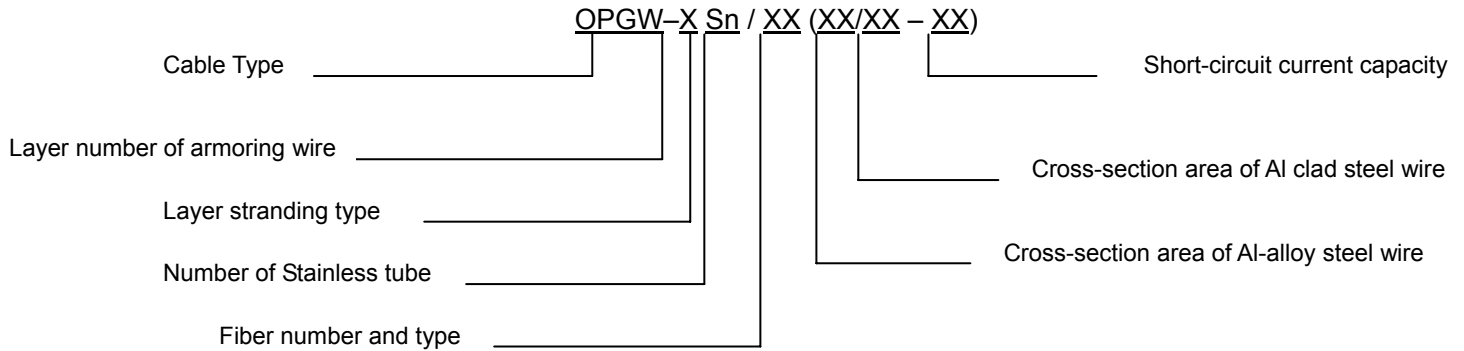 OPGW–X Sn / XX (XX/XX – XX)
Cable Type
Short-circuit current capacity
Layer number of armoring wire
Cross-section area of Al clad steel wire
Layer stranding type
Cross-section area of Al-alloy steel wire
Number of Stainless tube
Fiber number and type